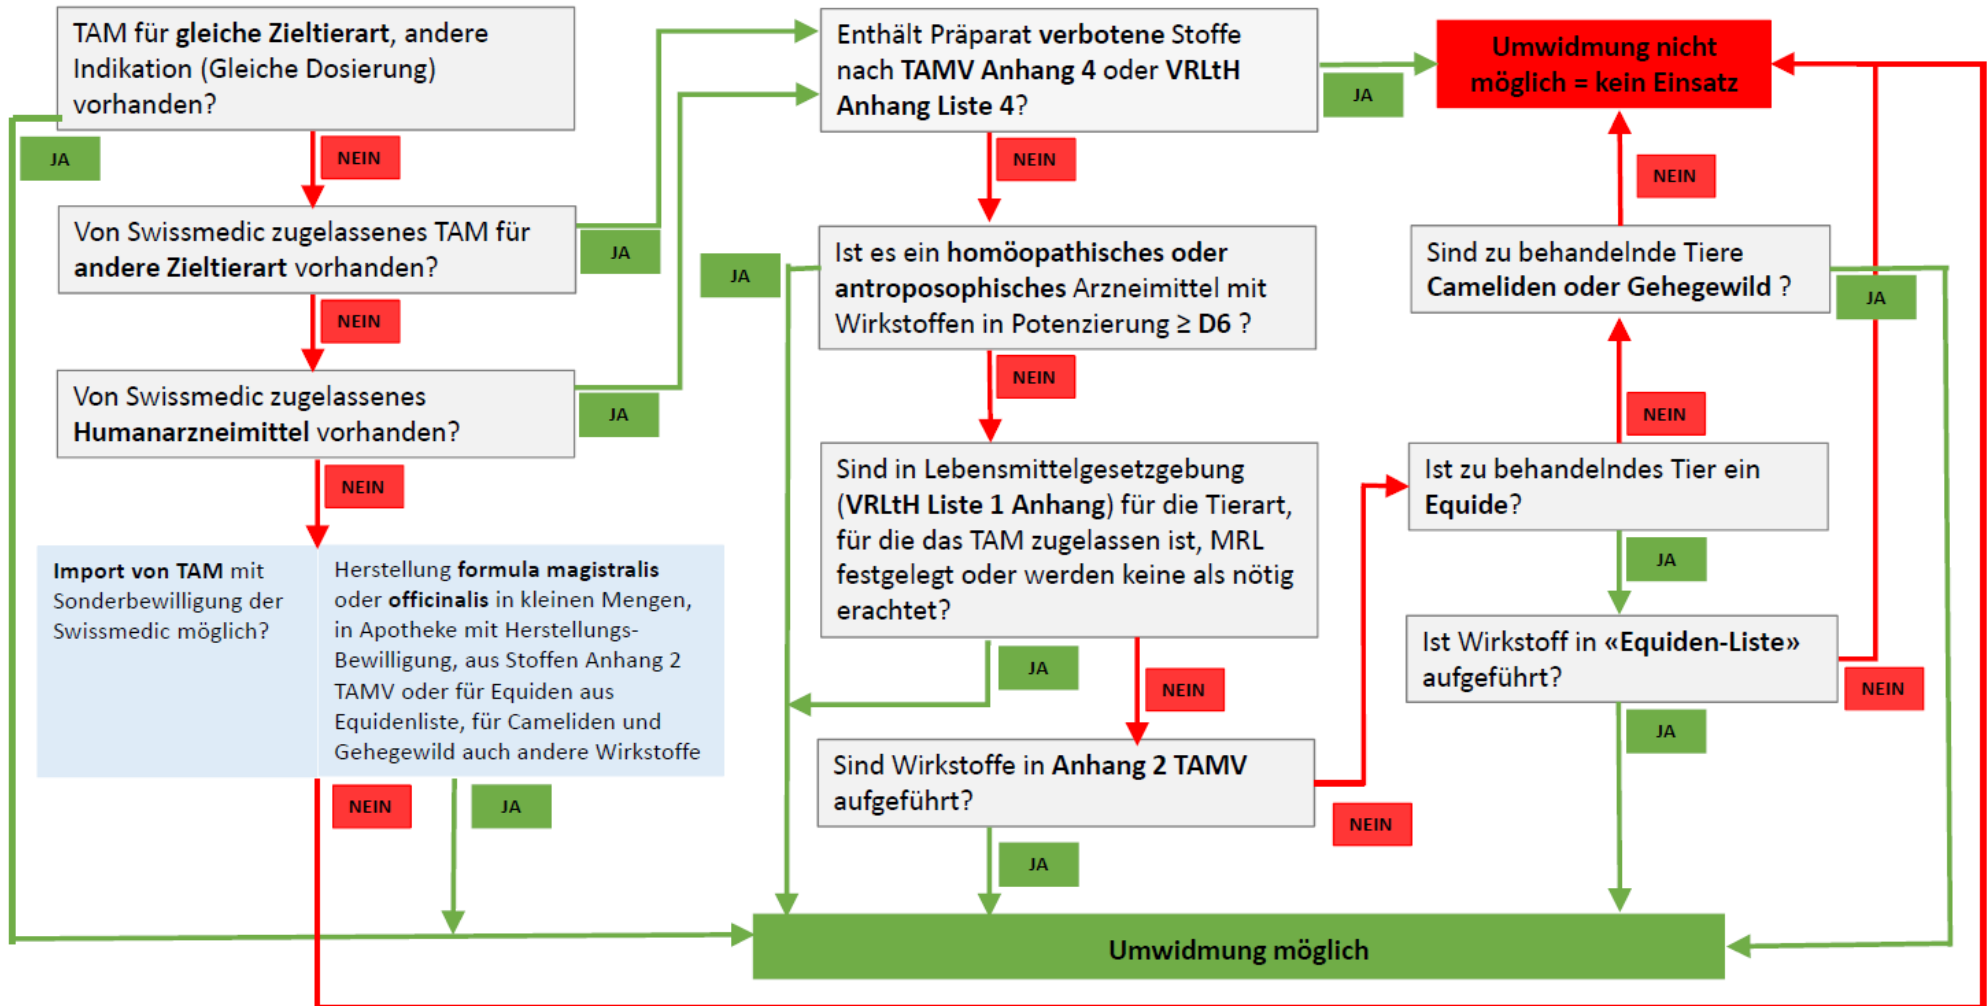 TAM für gleiche Zieltierart, andere
Indikation (Gleiche Dosierung)
vorhanden?
JA
NEIN
Von Swissmedic zugelassenes TAM für
andere Zieltierart vorhanden?
JA
NEIN
Von Swissmedic zugelassenes
Humanarzneimittel vorhanden?
JA
NEIN
Import von TAM mit
Sonderbewilligung der
Swissmedic möglich?
Herstellung formula magistralis
oder officinalis in kleinen Mengen,
in Apotheke mit Herstellungs-
Bewilligung, aus Stoffen Anhang 2
TAMV oder für Equiden aus
Equidenliste, für Cameliden und
Gehegewild auch andere Wirkstoffe
NEIN
JA
Enthält Präparat verbotene Stoffe
nach TAMV Anhang 4 oder VRLtH
Anhang Liste 4?
JA
NEIN
Ist es ein homöopathisches oder
antroposophisches Arzneimittel mit
Wirkstoffen in Potenzierung ≥ D6 ?
JA
NEIN
Sind in Lebensmittelgesetzgebung
(VRLtH Liste 1 Anhang) für die Tierart,
für die das TAM zugelassen ist, MRL
festgelegt oder werden keine als nötig
erachtet?
JA
NEIN
Sind Wirkstoffe in Anhang 2 TAMV
aufgeführt?
NEIN
JA
Umwidmung nicht
möglich = kein Einsatz
NEIN
Sind zu behandelnde Tiere
Cameliden oder Gehegewild ?
JA
NEIN
Ist zu behandelndes Tier ein
Equide?
JA
Ist Wirkstoff in «Equiden-Liste»
aufgeführt?
NEIN
JA
Umwidmung möglich